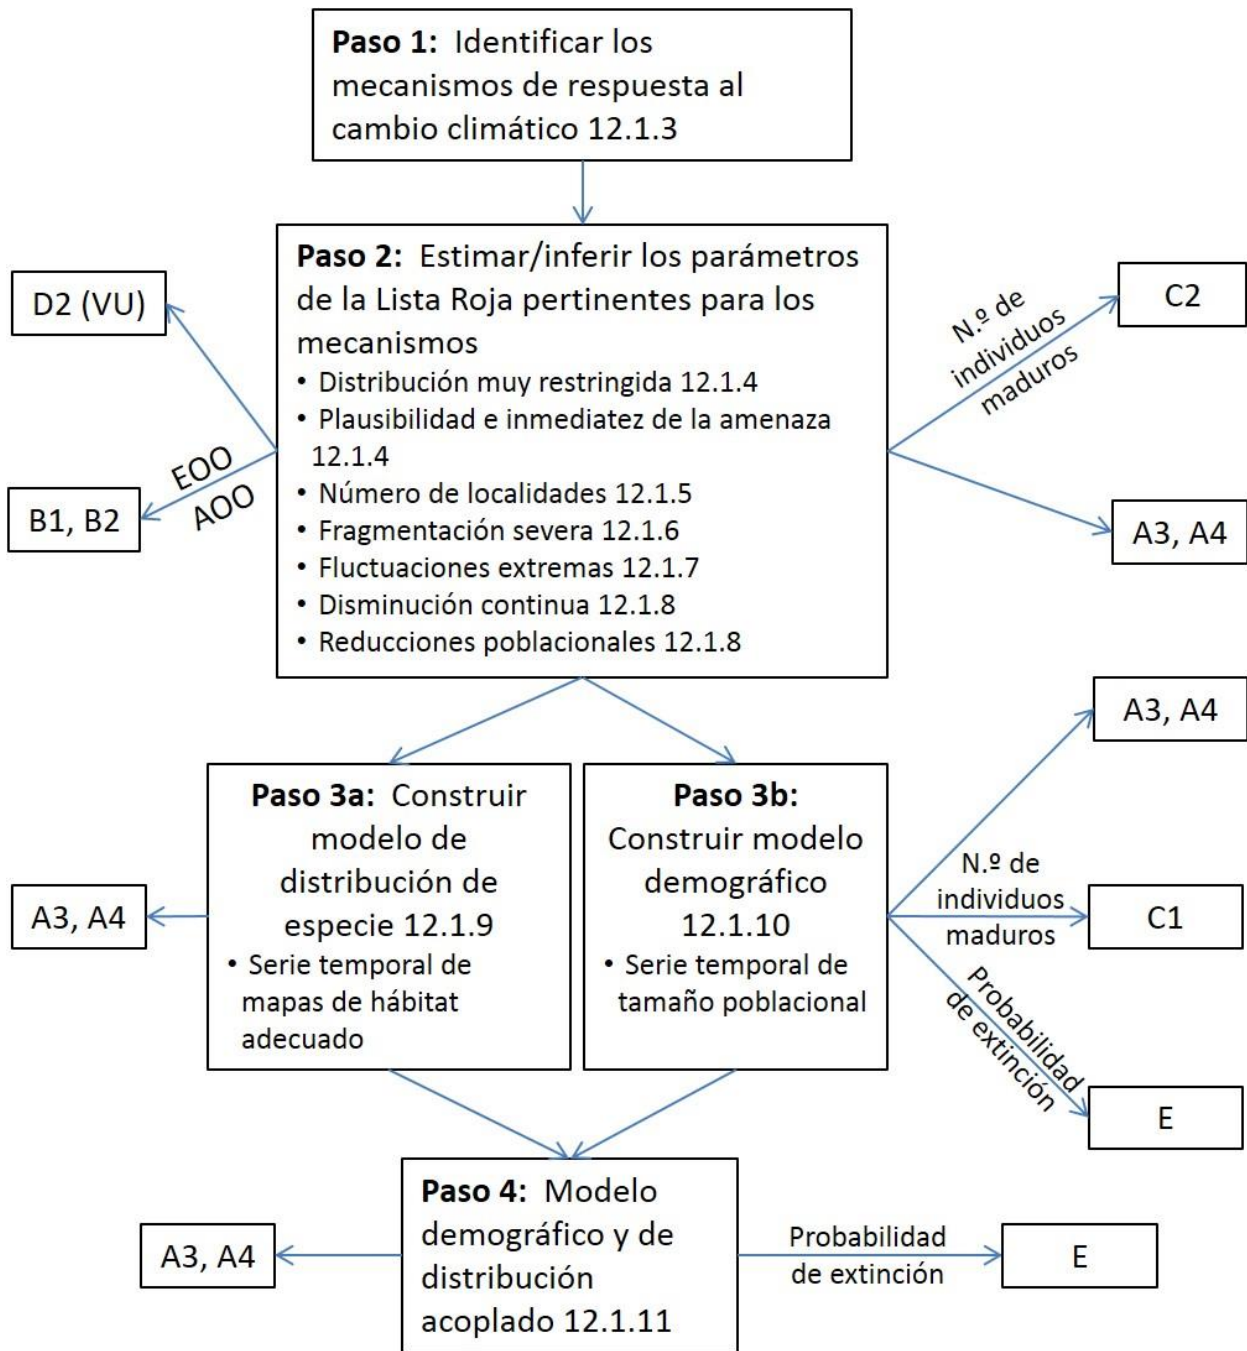 Paso 1: Identificar los
mecanismos de respuesta al
cambio climático 12.1.3
Paso 2: Estimar/inferir los parámetros
de la Lista Roja pertinentes para los
mecanismos
• Distribución muy restringida 12.1.4
• Plausibilidad e inmediatez de la amenaza
12.1.4
• Número de localidades 12.1.5
• Fragmentación severa 12.1.6
• Fluctuaciones extremas 12.1.7
• Disminución continua 12.1.8
• Reducciones poblacionales 12.1.8
D2 (VU)
EOO
AOO
B1, B2
N.º de
individuos
maduros
C2
A3, A4
Paso 3a: Construir
modelo de
distribución de
especie 12.1.9
• Serie temporal de
mapas de hábitat
adecuado
A3, A4
Paso 3b:
Construir modelo
demográfico
12.1.10
• Serie temporal de
tamaño poblacional
A3, A4
N.º de
individuos
maduros
C1
Probabilidad
de extinción
E
Paso 4: Modelo
demográfico y de
distribución
acoplado 12.1.11
A3, A4
Probabilidad
de extinción
E